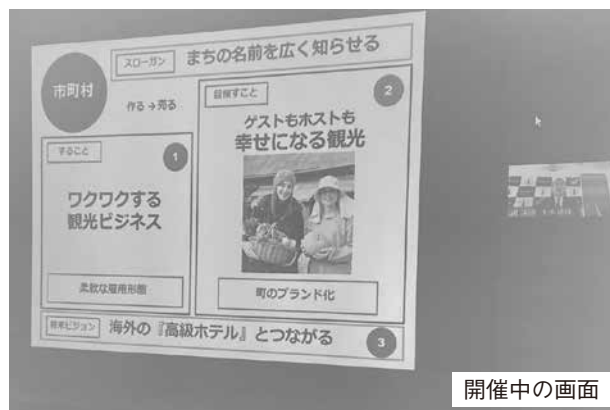 スローガン まちの名前を広く知らせる
市町村
作る→売る
すること
1
ワクワクする
観光ビジネス
柔軟な雇用形態
目指すこと
2
ゲストもホストも
幸せになる観光
町のブランド化
将来ビジョン 海外の『高級ホテル』とつながる
3
開催中の画面